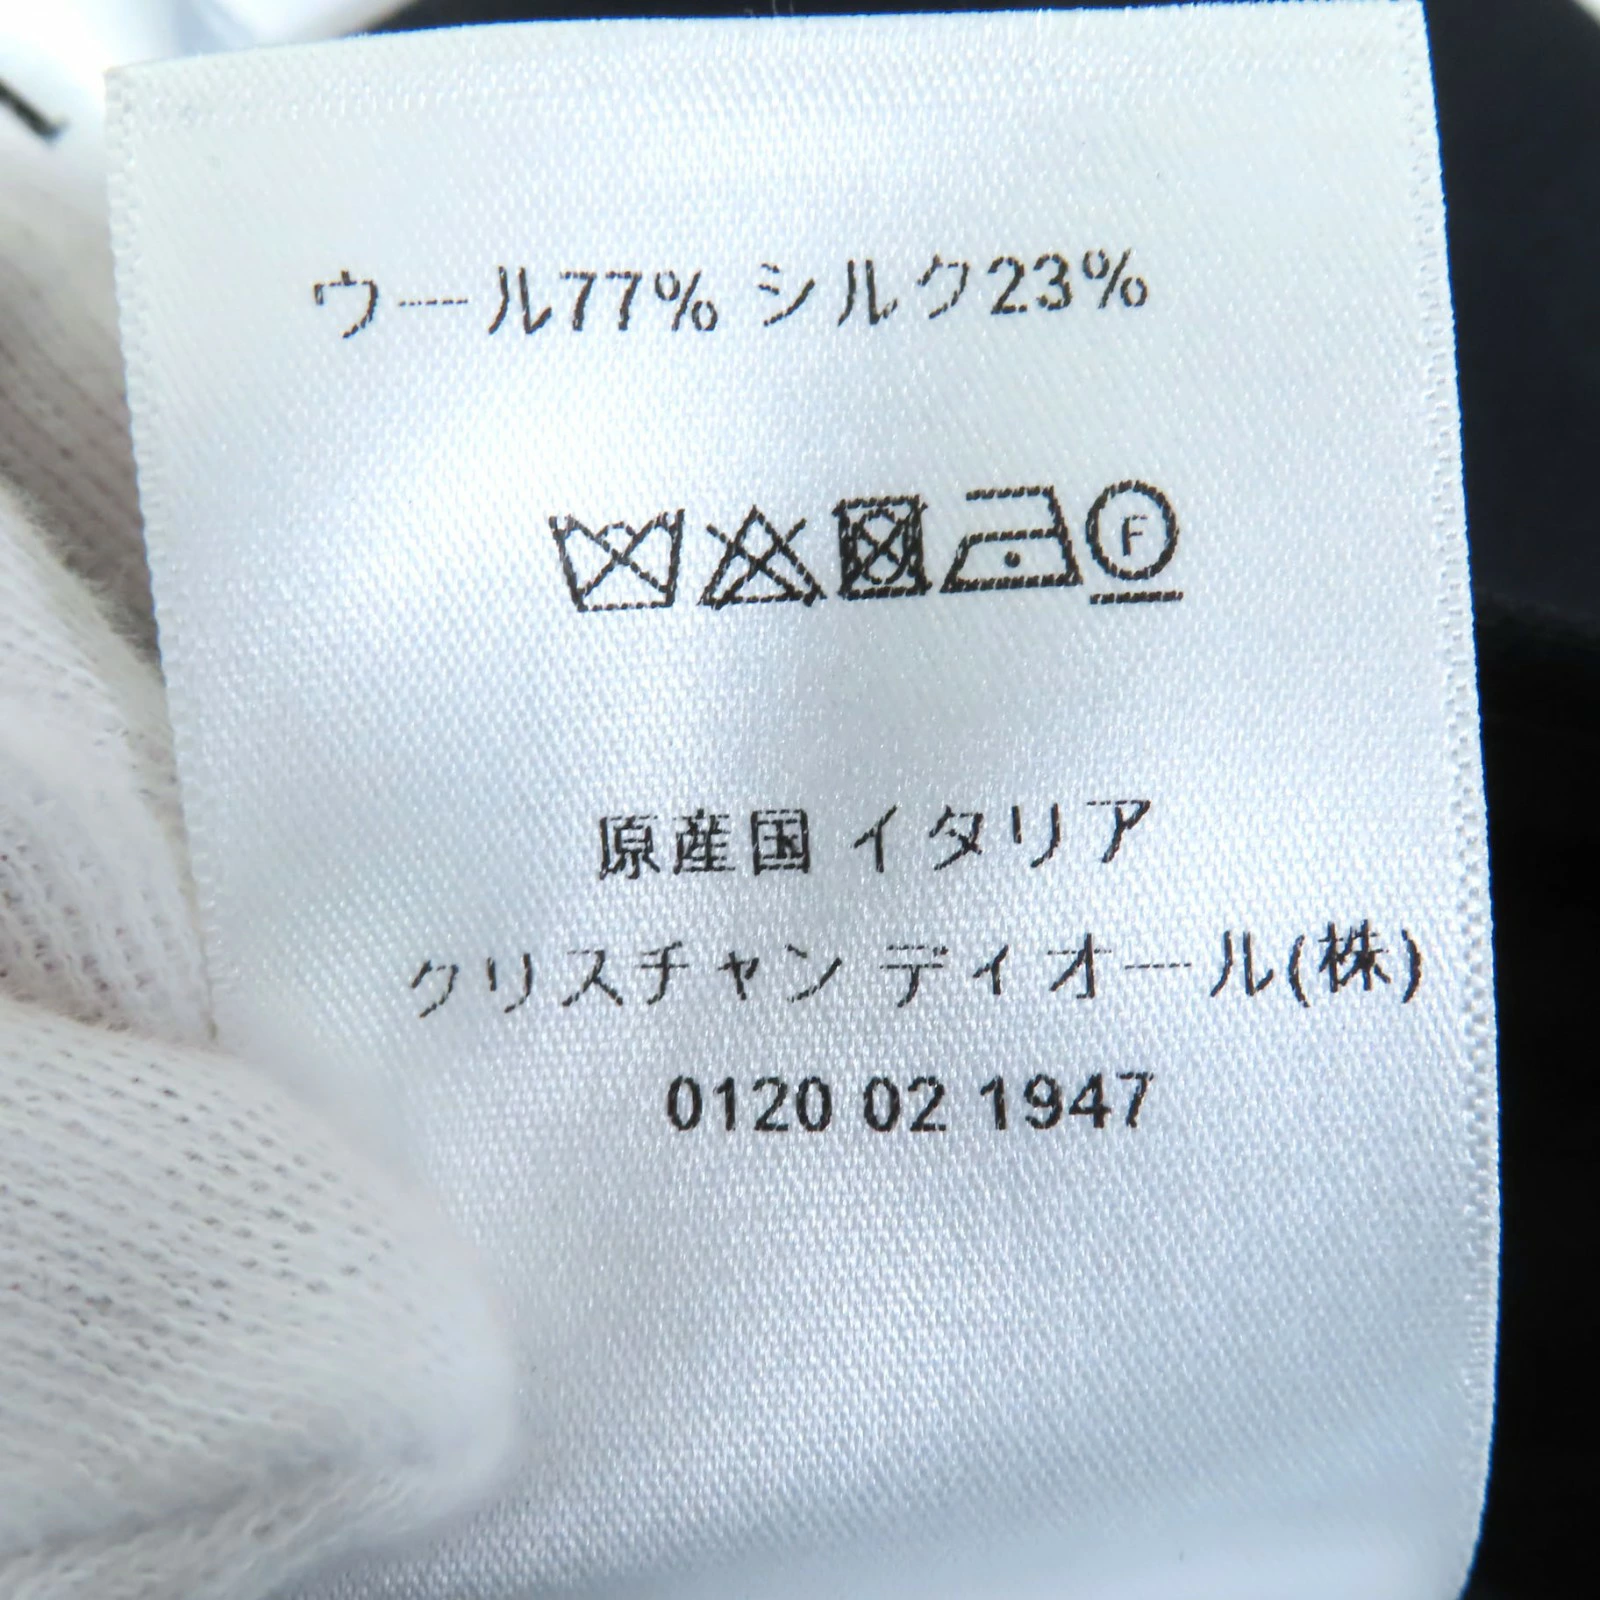 ウール77% シルク23%
F
原産国 イタリア
クリスチャン ディオール(株)
0120 02 1947